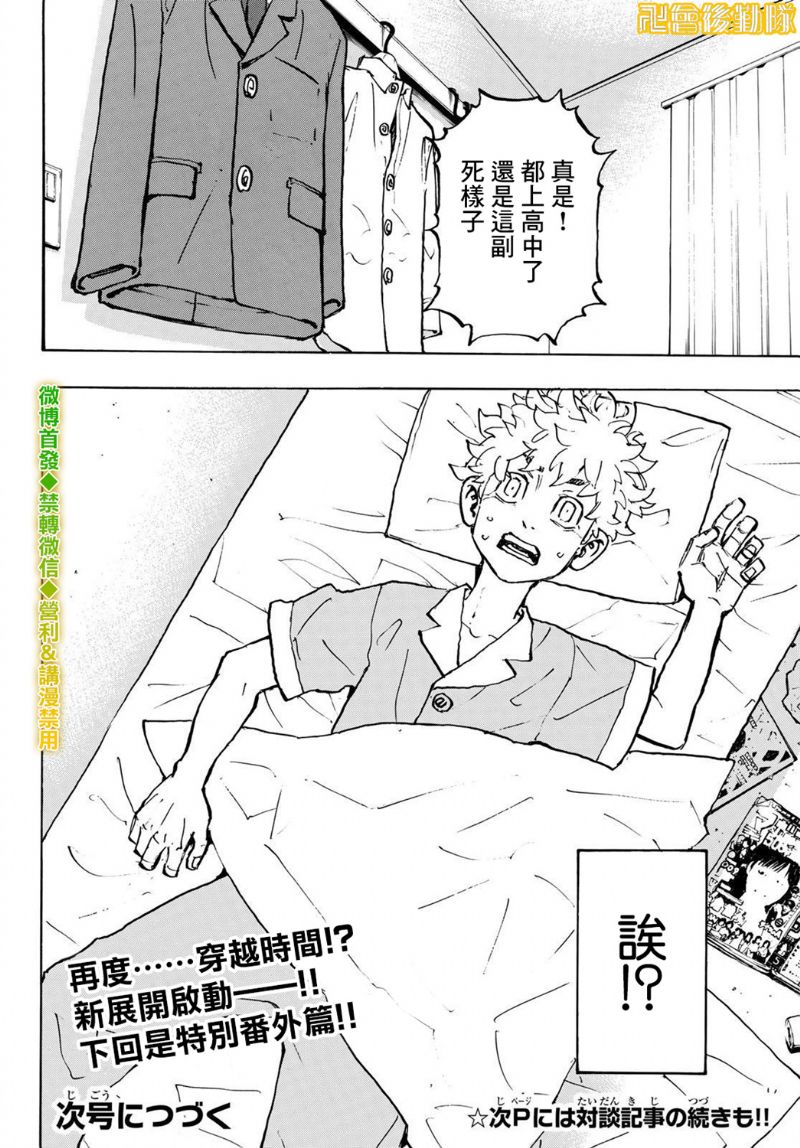 卍會後勤隊
真是！
都上高中了
還是這副
死樣子
微博首發◆禁轉微信◆營利&講漫禁用
誒!?
再度……穿越時間!?
新展開啟動——!!
下回是特別番外篇!!
次号につづく
☆次Pには対談記事の続きも!!